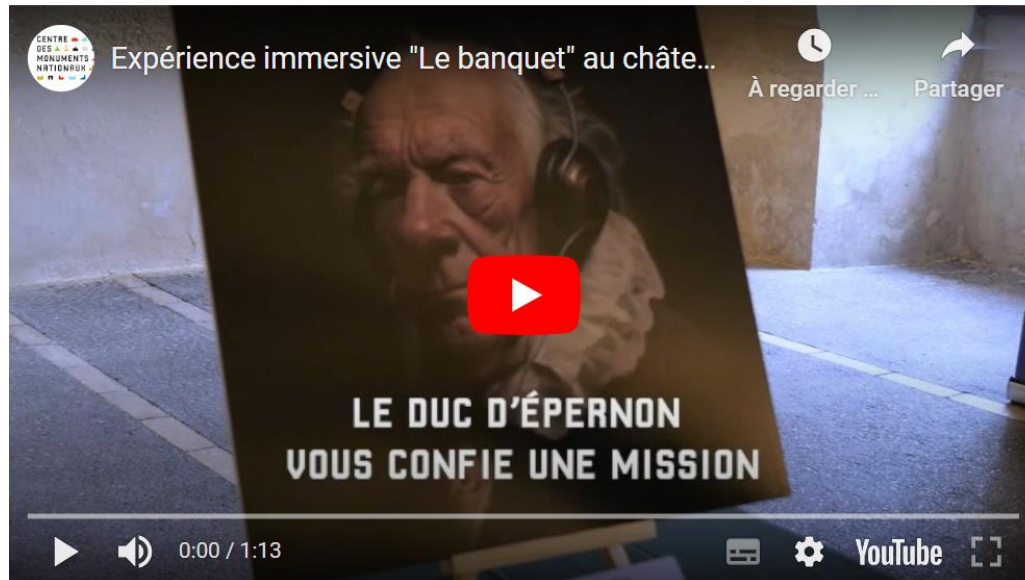 CENTRE
DES
MONUMENTS
NATIONAUX
Expérience immersive "Le banquet" au châte…
À regarder ...
Partager
LE DUC D'ÉPERNON
VOUS CONFIE UNE MISSION
0:00 / 1:13
YouTube